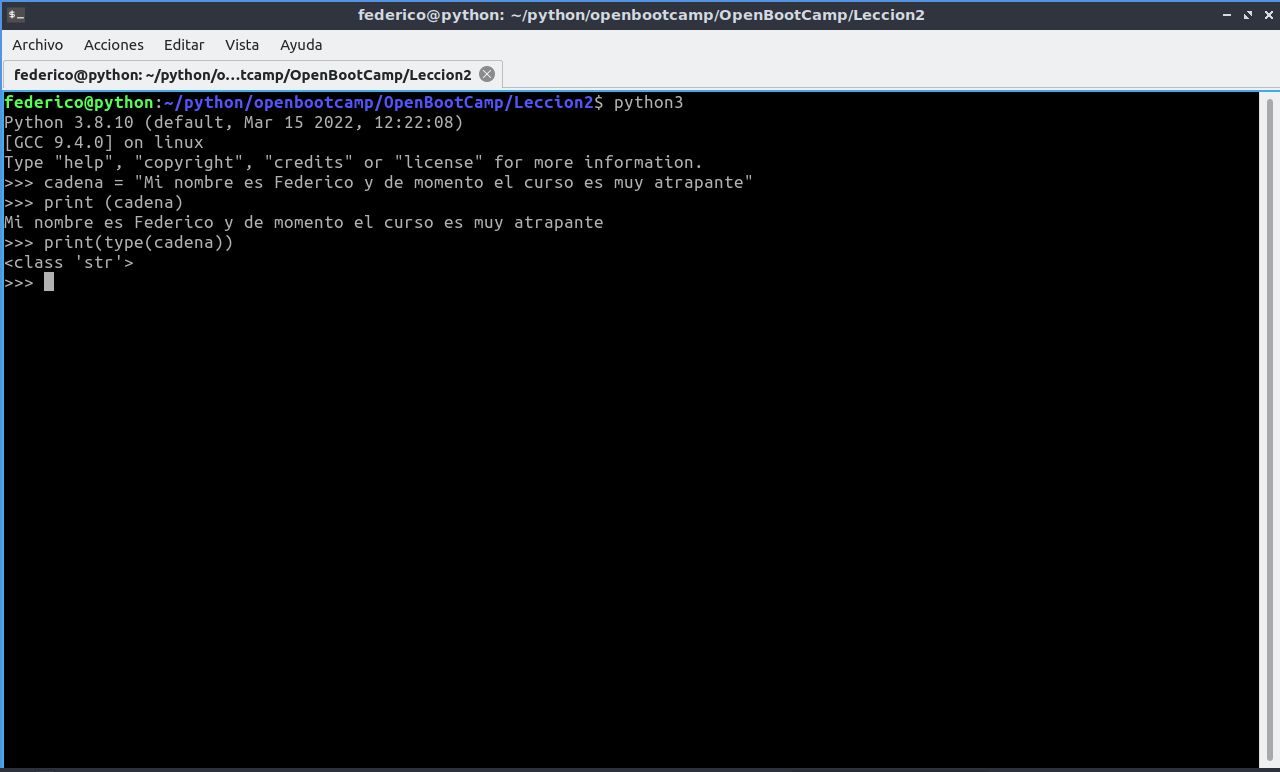 federico@python: ~/python/openbootcamp/OpenBootCamp/Leccion2
Archivo Acciones Editar Vista Ayuda
federico@python: ~/python/o...tcamp/OpenBootCamp/Leccion2
federico@python:~/python/openbootcamp/OpenBootCamp/Leccion2$ python3
Python 3.8.10 (default, Mar 15 2022, 12:22:08)
[GCC 9.4.0] on linux
Type "help", "copyright", "credits" or "license" for more information.
>>> cadena = "Mi nombre es Federico y de momento el curso es muy atrapante"
>>> print (cadena)
Mi nombre es Federico y de momento el curso es muy atrapante
>>> print(type(cadena))
<class 'str'>
>>>